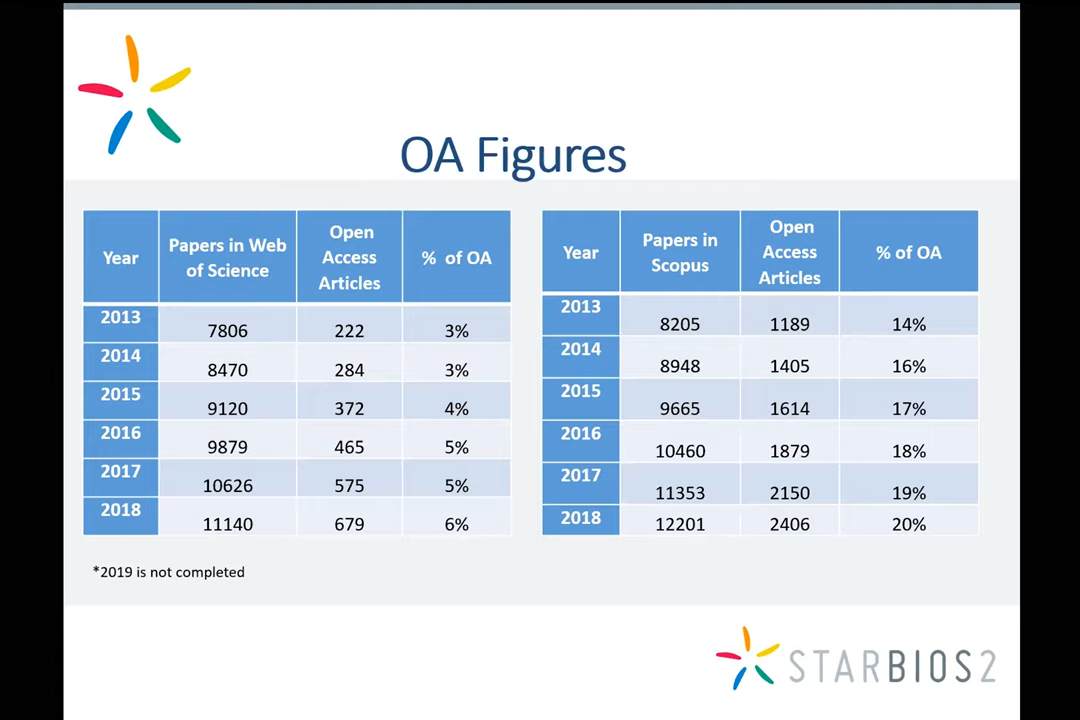 OA Figures
Year Papers in Web of Science Open Access Articles % of OA
2013 7806 222 3%
2014 8470 284 3%
2015 9120 372 4%
2016 9879 465 5%
2017 10626 575 5%
2018 11140 679 6%
Year Papers in Scopus Open Access Articles % of OA
2013 8205 1189 14%
2014 8948 1405 16%
2015 9665 1614 17%
2016 10460 1879 18%
2017 11353 2150 19%
2018 12201 2406 20%
*2019 is not completed
STARBIOS2